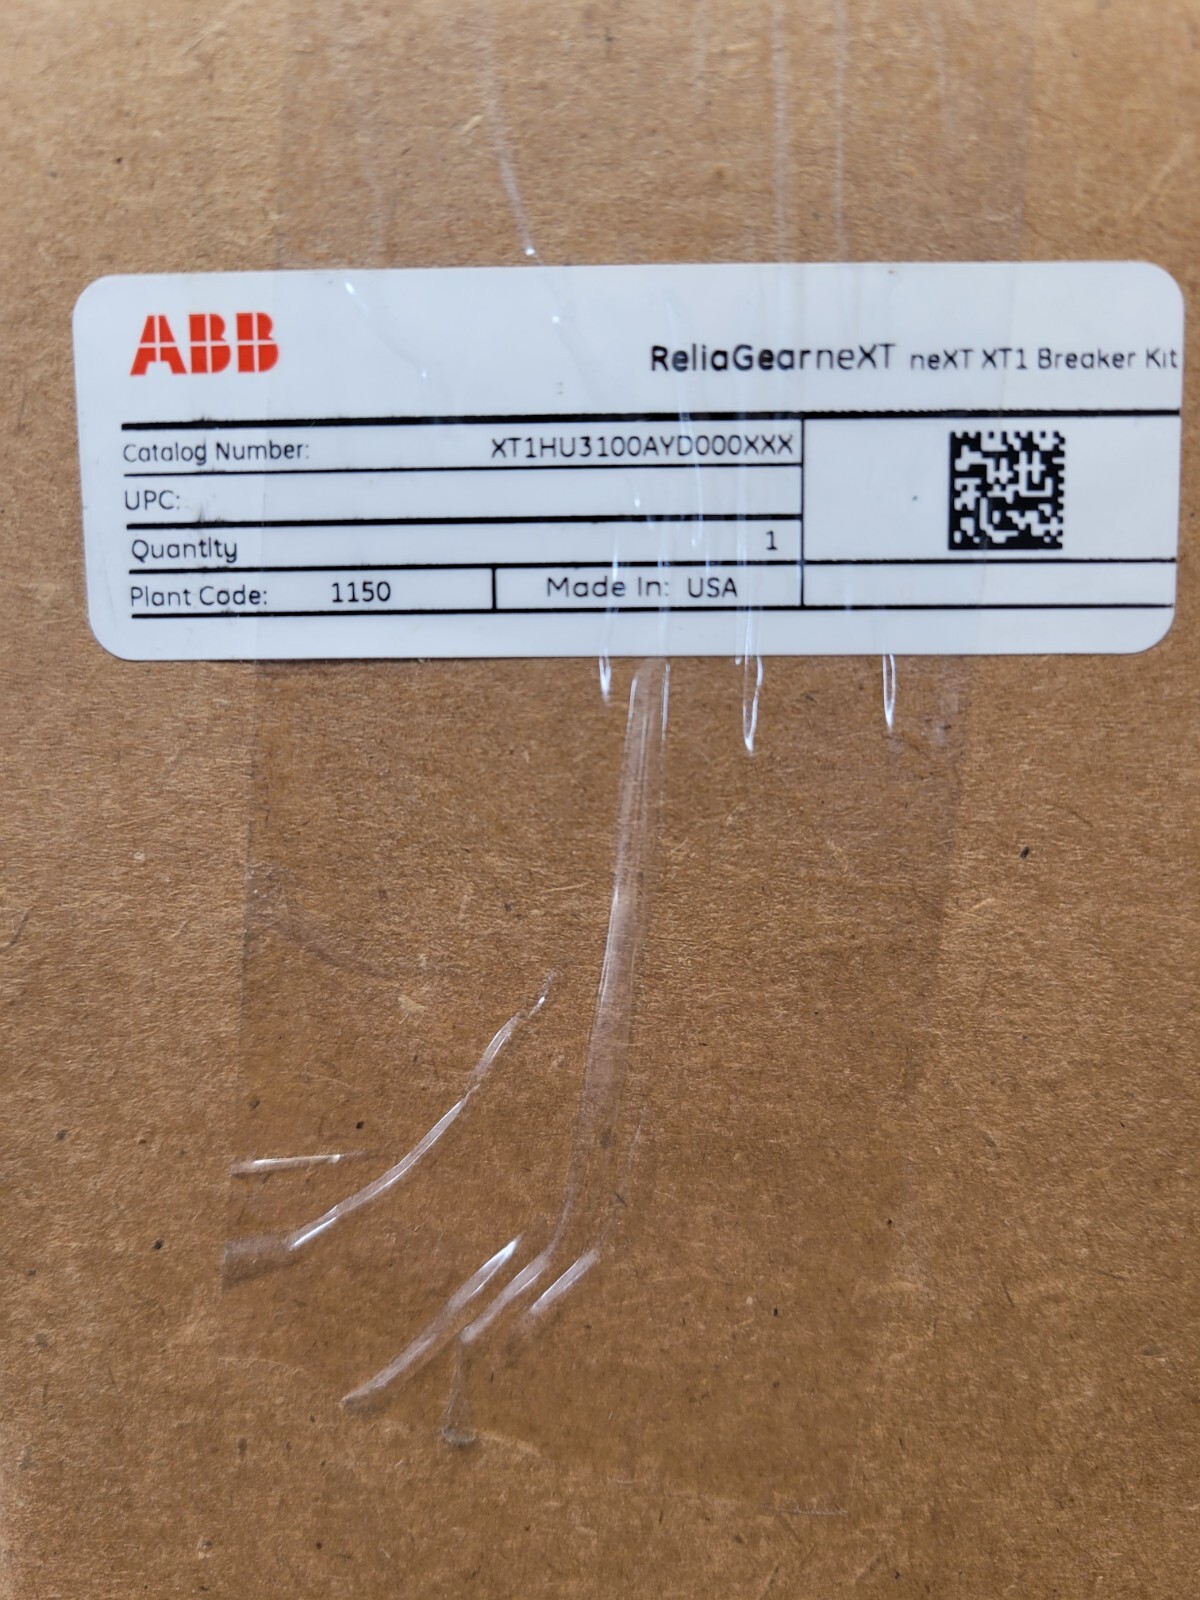 ABB
ReliaGearneXT neXT XT1 Breaker Kit
Catalog Number: XT1HU3100AYD000XXX
UPC:
Quantity 1
Plant Code: 1150 Made In: USA